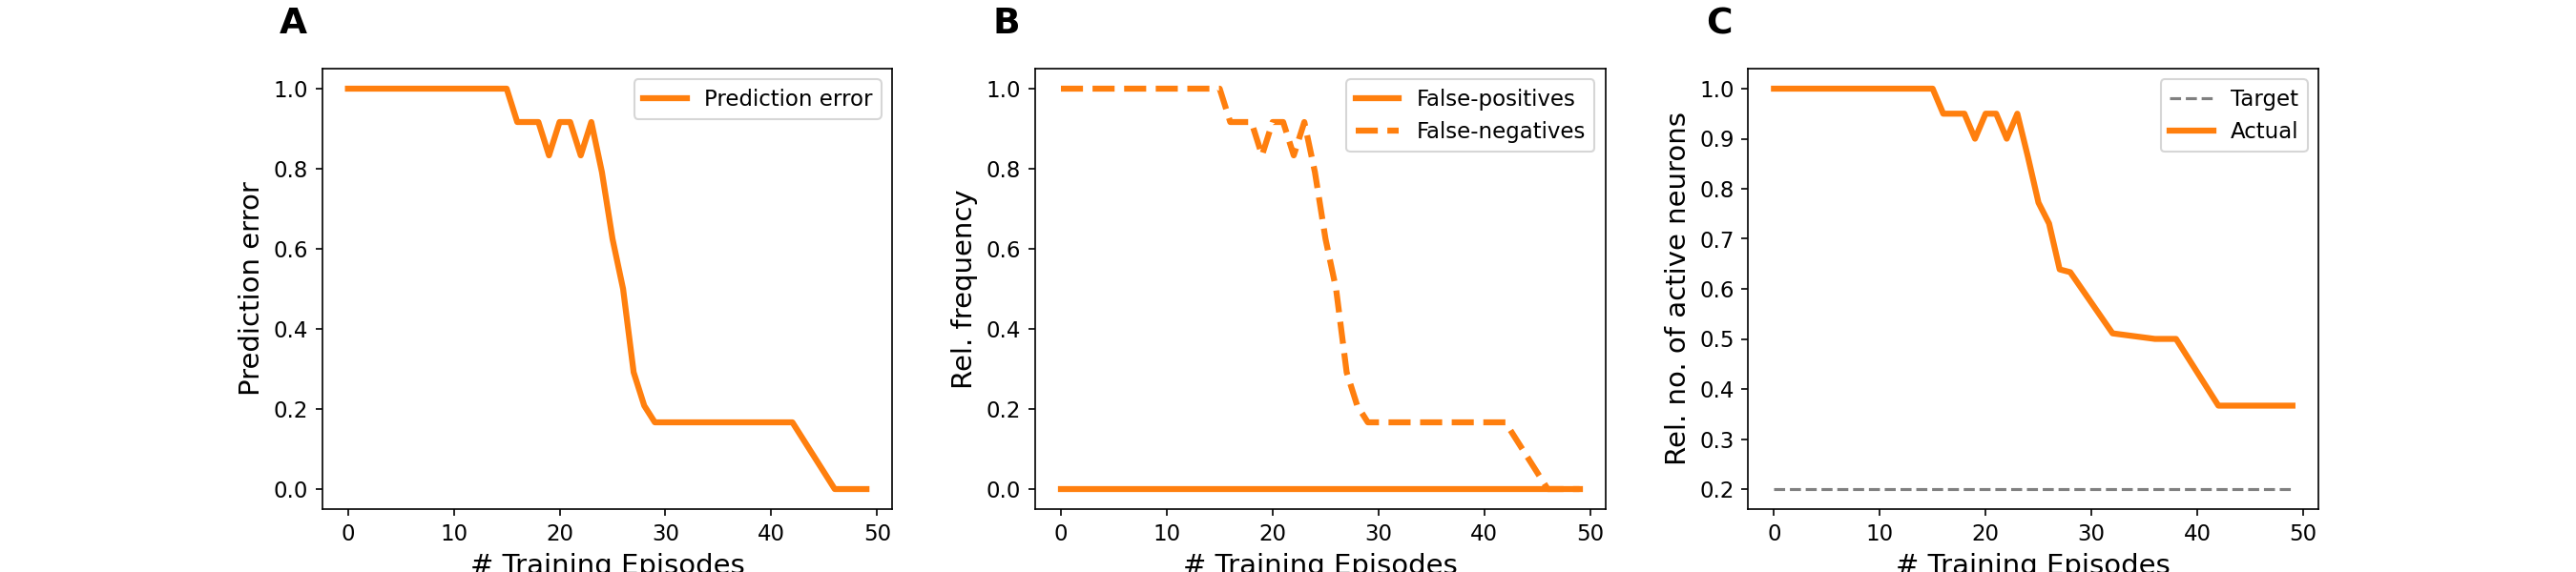 A
Prediction error
1.0
0.8
0.6
0.4
0.2
0.0
Prediction error
0 10 20 30 40 50
# Training Episodes
B
False-positives
False-negatives
1.0
0.8
0.6
0.4
0.2
0.0
Rel. frequency
0 10 20 30 40 50
# Training Episodes
C
Target
Actual
1.0
0.9
0.8
0.7
0.6
0.5
0.4
0.3
0.2
Rel. no. of active neurons
0 10 20 30 40 50
# Training Episodes